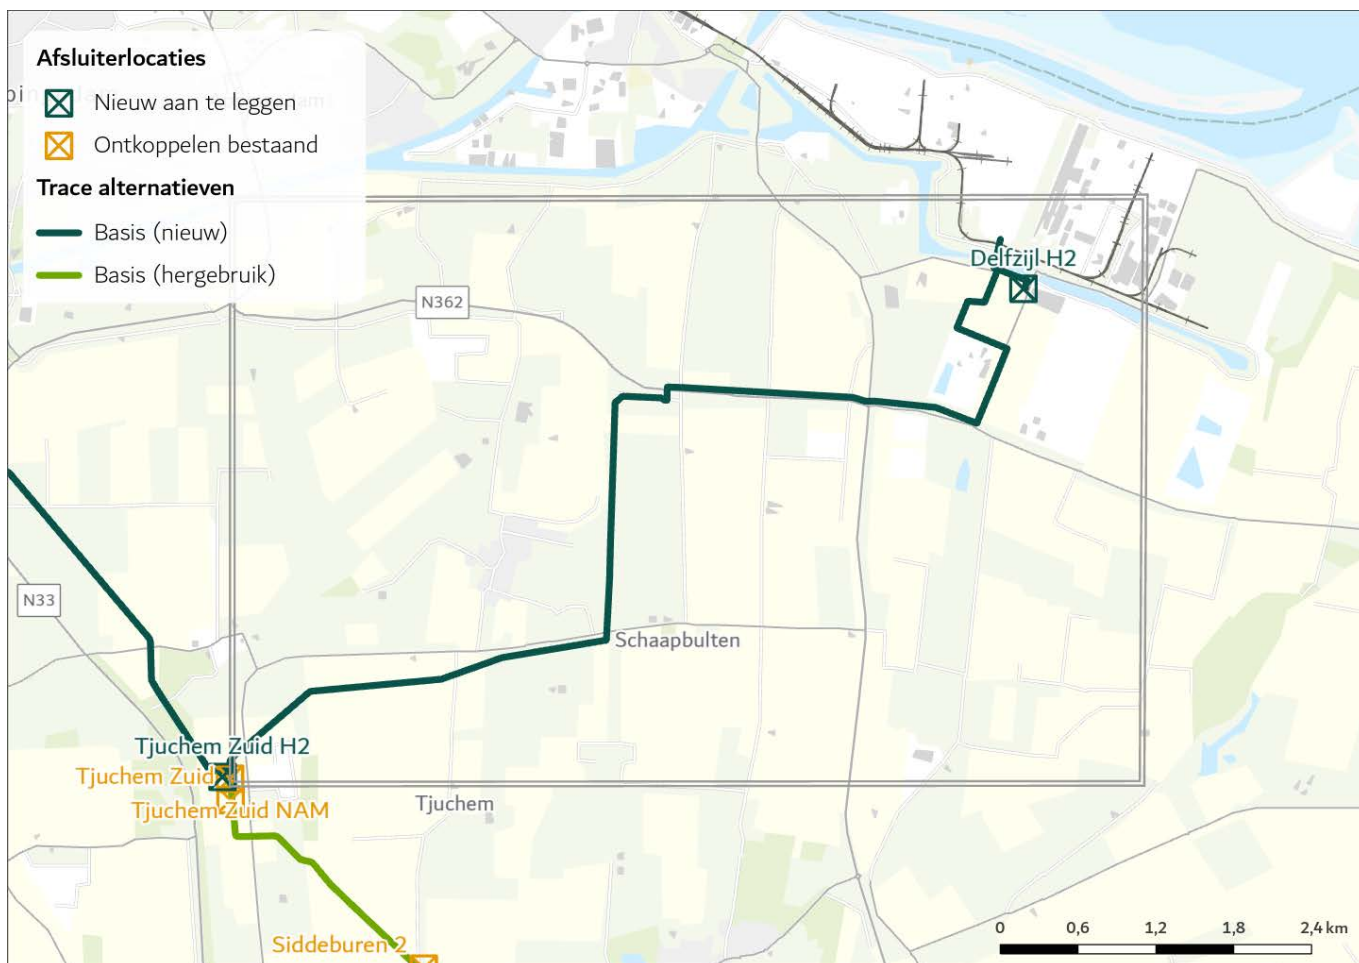 Afsluiterlocaties
Nieuw aan te leggen
Ontkoppelen bestaand
Trace alternatieven
Basis (nieuw)
Basis (hergebruik)
N362
Delfzijl H2
N33
Schaapbulten
Tjuchem Zuid H2
Tjuchem Zuid
Tjuchem Zuid NAM
Tjuchem
Siddeburen 2
0 0,6 1,2 1,8 2,4 km